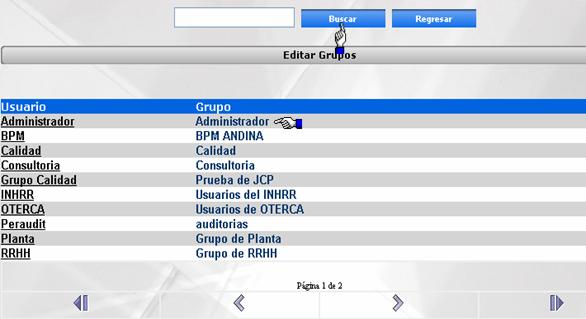 Buscar Regresar
Editar Grupos
Usuario Grupo
Administrador Administrador
BPM BPM ANDINA
Calidad Calidad
Consultoria Consultoria
Grupo Calidad Prueba de JCP
INHRR Usuarios del INHRR
OTERCA Usuarios de OTERCA
Peraudit auditorias
Planta Grupo de Planta
RRHH Grupo de RRHH
Página 1 de 2